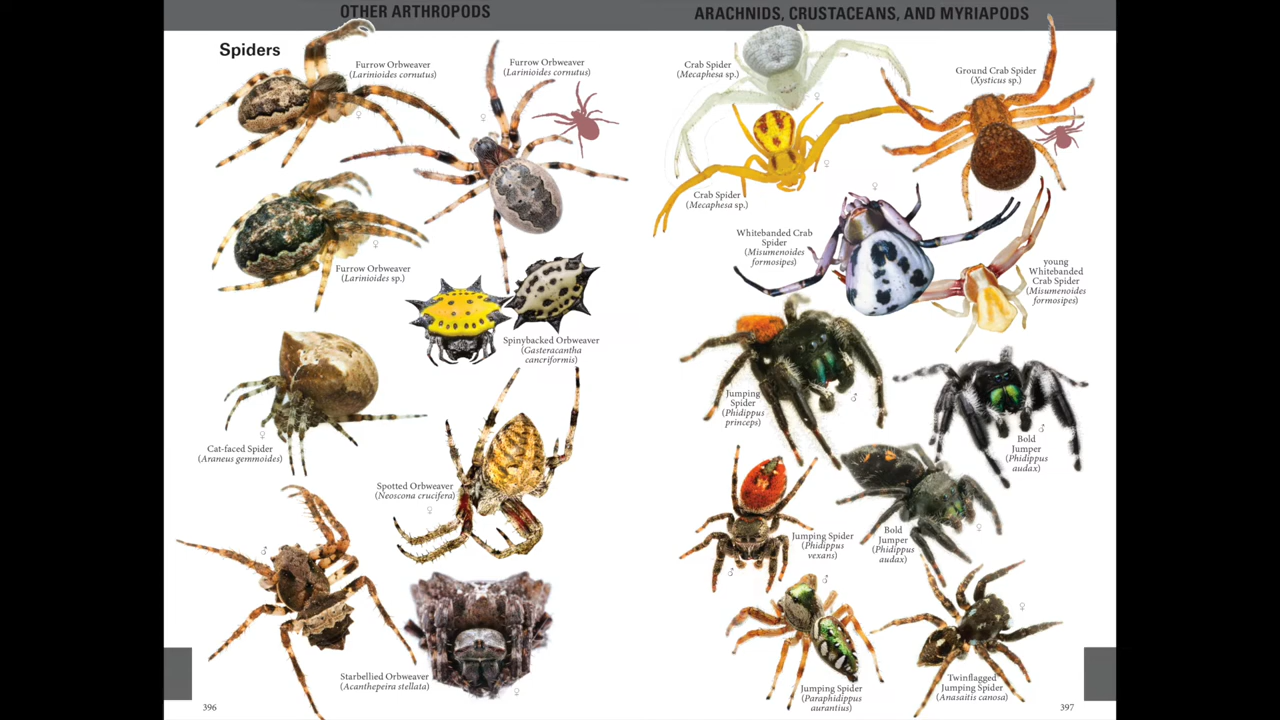 OTHER ARTHROPODS
Spiders
Furrow Orbweaver
(Larinioides cornutus)
♀
Furrow Orbweaver
(Larinioides cornutus)
♀
♀
Furrow Orbweaver
(Larinioides sp.)
Spinybacked Orbweaver
(Gasteracantha
cancriformis)
♀
Cat-faced Spider
(Araneus gemmoides)
Spotted Orbweaver
(Neoscona crucifera)
♀
♂
Starbellied Orbweaver
(Acanthepeira stellata)
♀
396
ARACHNIDS, CRUSTACEANS, AND MYRIAPODS
Crab Spider
(Mecaphesa sp.)
♀
Ground Crab Spider
(Xysticus sp.)
♀
♀
Crab Spider
(Mecaphesa sp.)
♀
Whitebanded Crab
Spider
(Misumenoides
formosipes)
young
Whitebanded
Crab Spider
(Misumenoides
formosipes)
Jumping
Spider
(Phidippus
princeps)
♂
♂
Bold
Jumper
(Phidippus
audax)
Jumping Spider
(Phidippus
vexans)
♂
Bold
Jumper
(Phidippus
audax)
♀
♂
Jumping Spider
(Paraphidippus
aurantius)
♀
Twinflagged
Jumping Spider
(Anasaitis canosa)
397